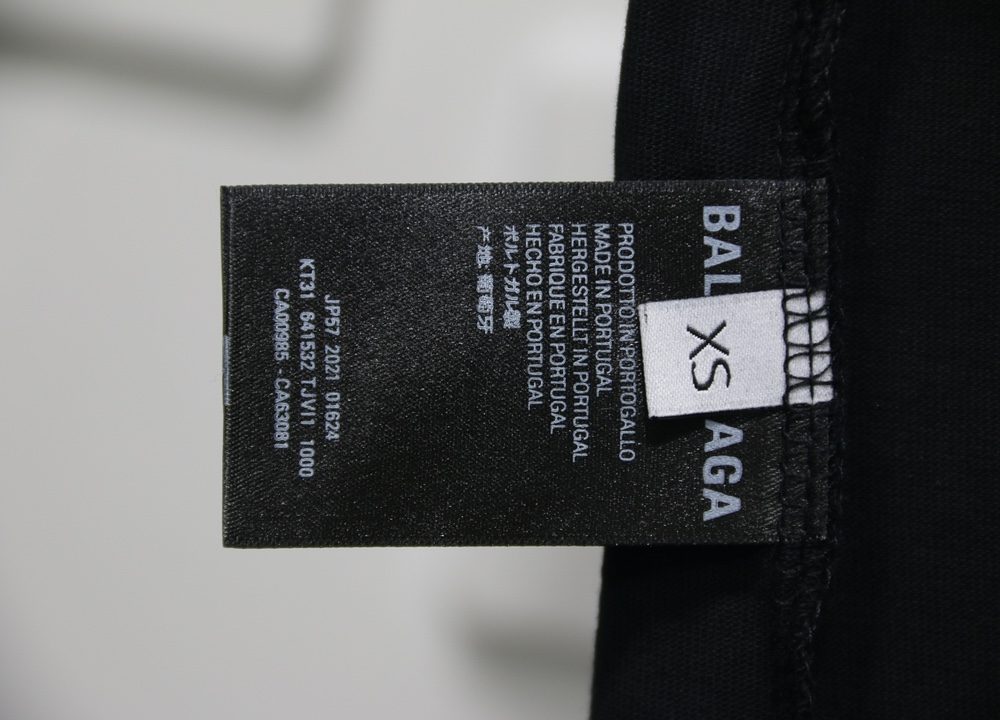 BAL AGA
XS
PRODOTTO IN PORTOGALLO
MADE IN PORTUGAL
HERGESTELLT IN PORTUGAL
FABRIQUE EN PORTUGAL
HECHO EN PORTUGAL
ポルトガル製
产地: 葡萄牙
JP57 2021 01624
KT31 641532 TJVI1 1000
CA00985 - CA63081